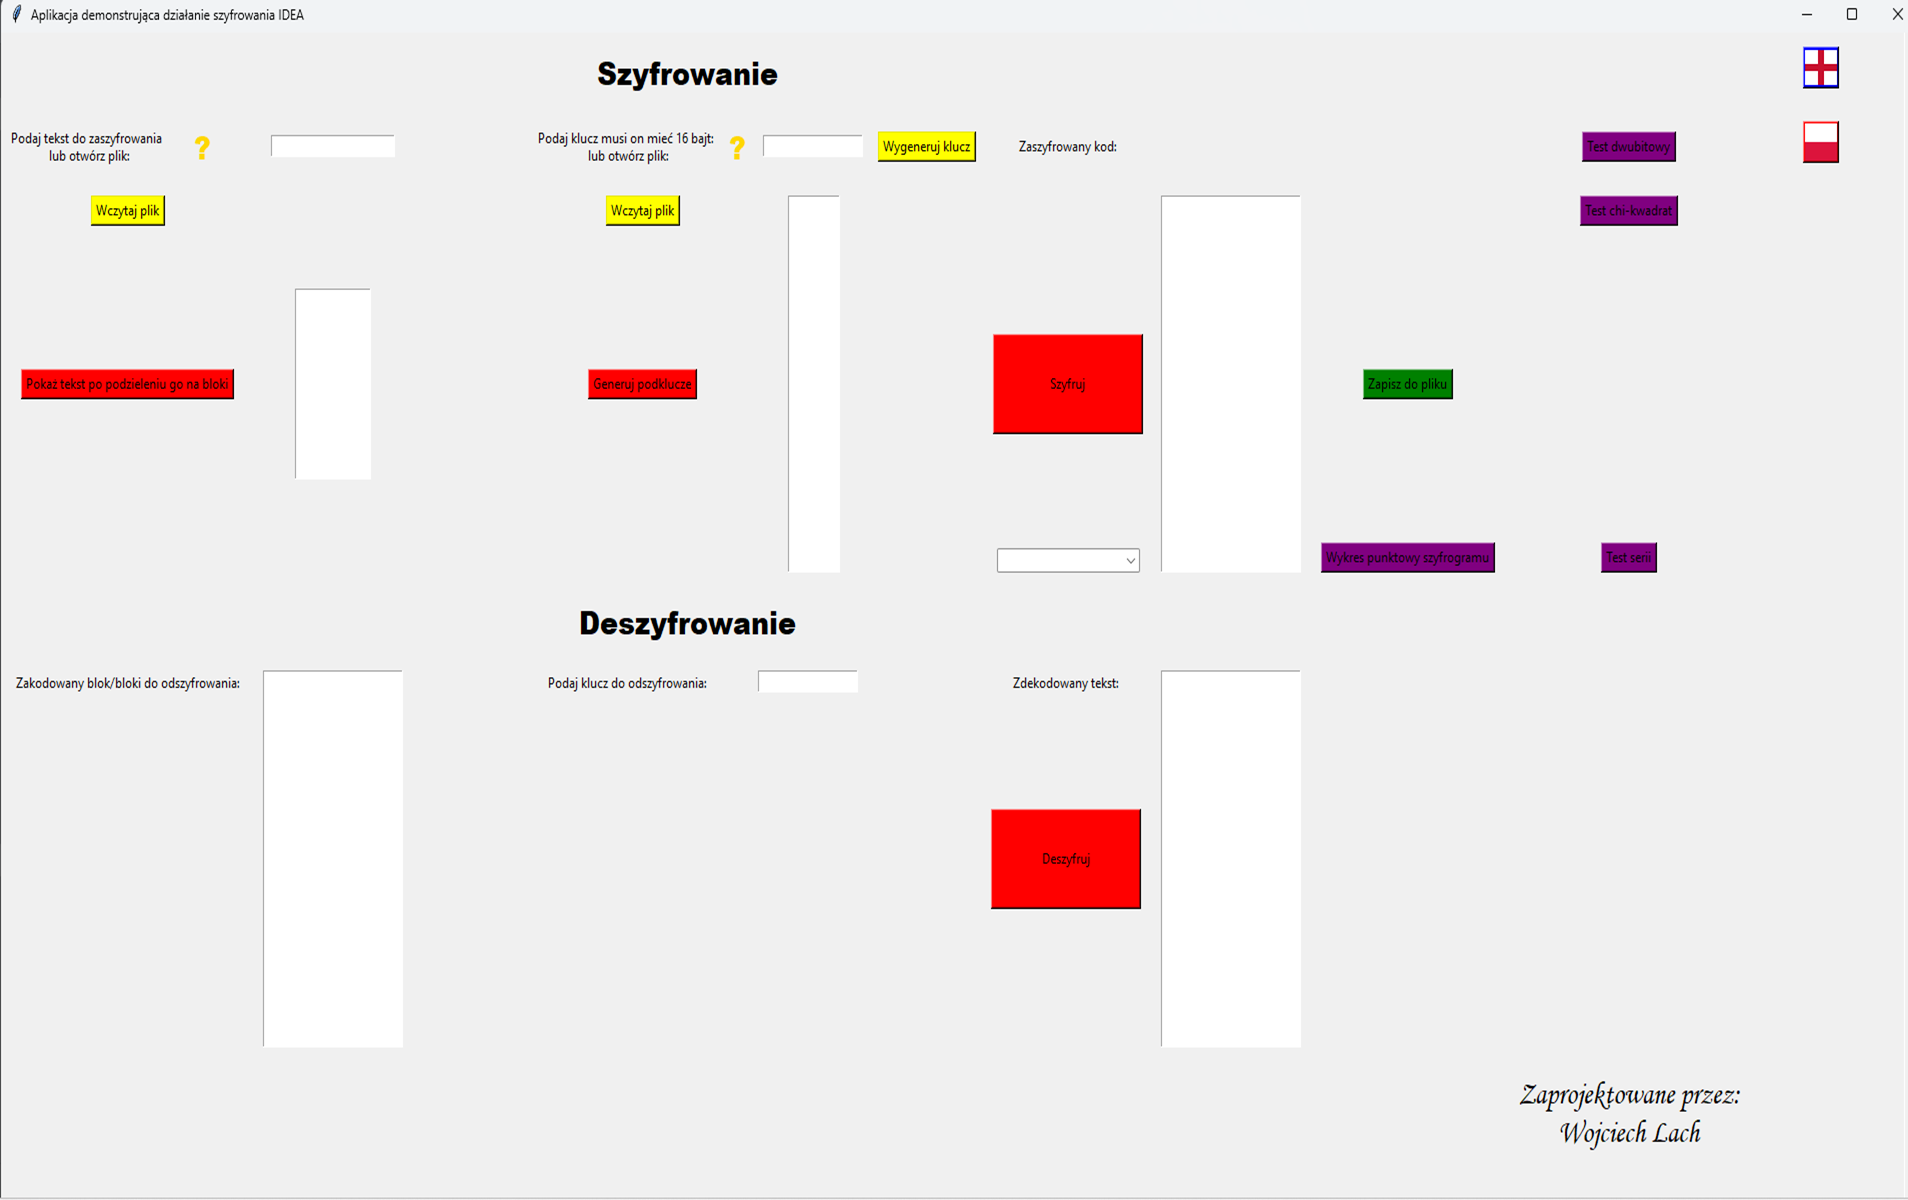 Aplikacja demonstrująca działanie szyfrowania IDEA
Szyfrowanie
Podaj tekst do zaszyfrowania
lub otwórz plik:
?
Podaj klucz musi on mieć 16 bajt:
lub otwórz plik:
?
Wygeneruj klucz
Zaszyfrowany kod:
Test dwubitowy
Wczytaj plik
Wczytaj plik
Test chi-kwadrat
Pokaż tekst po podzieleniu go na bloki
Generuj podklucze
Szyfruj
Zapisz do pliku
Wykres punktowy szyfrogramu
Test serii
Deszyfrowanie
Zakodowany blok/bloki do odszyfrowania:
Podaj klucz do odszyfrowania:
Zdekodowany tekst:
Deszyfruj
Zaprojektowane przez:
Wojciech Lach